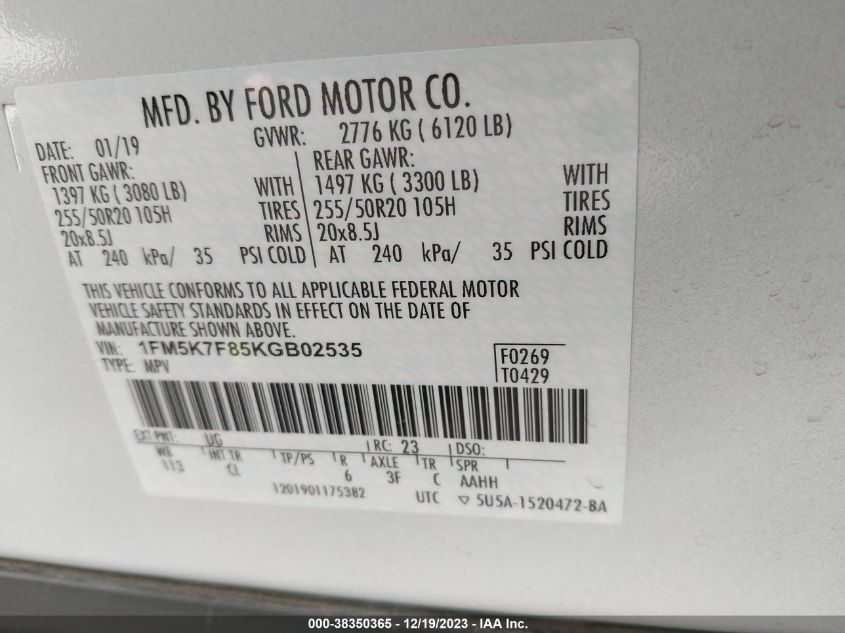 MFD. BY FORD MOTOR CO.
DATE: 01/19 GVWR: 2776 KG ( 6120 LB)
FRONT GAWR: REAR GAWR:
1397 KG ( 3080 LB) WITH 1497 KG ( 3300 LB) WITH
255/50R20 105H TIRES 255/50R20 105H TIRES
20x8.5J RIMS 20x8.5J RIMS
AT 240 kPa/ 35 PSI COLD AT 240 kPa/ 35 PSI COLD
THIS VEHICLE CONFORMS TO ALL APPLICABLE FEDERAL MOTOR
VEHICLE SAFETY STANDARDS IN EFFECT ON THE DATE OF
MANUFACTURE SHOWN ABOVE.
VIN: 1FM5K7F85KGB02535 F0269
TYPE: MPV T0429
EXT PNT: UG RC: 23 DSO:
WB INT TR TP/PS R AXLE TR SPR
113 CL 6 3F C AAHH
1201901175382 UTC ▽ 5U5A-1520472-BA
000-38350365 - 12/19/2023 - IAA Inc.